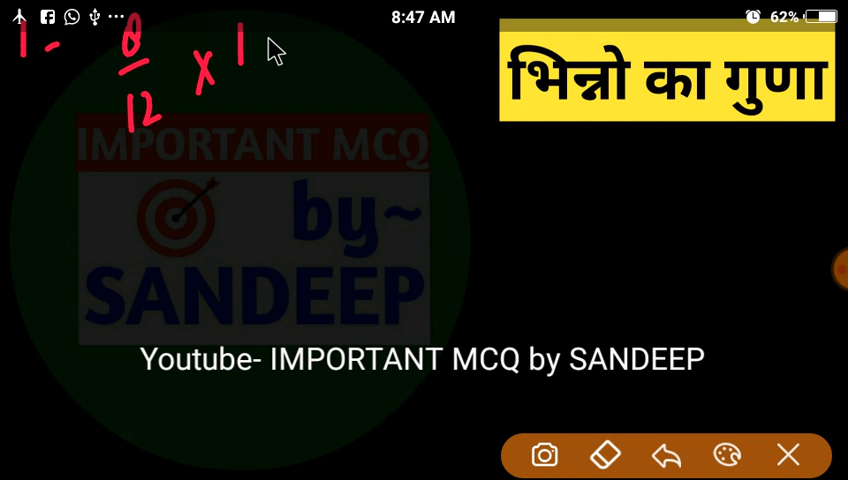 8:47 AM
62%
1 - 8/12 × 1
भिन्नो का गुणा
IMPORTANT MCQ
by~
SANDEEP
Youtube- IMPORTANT MCQ by SANDEEP